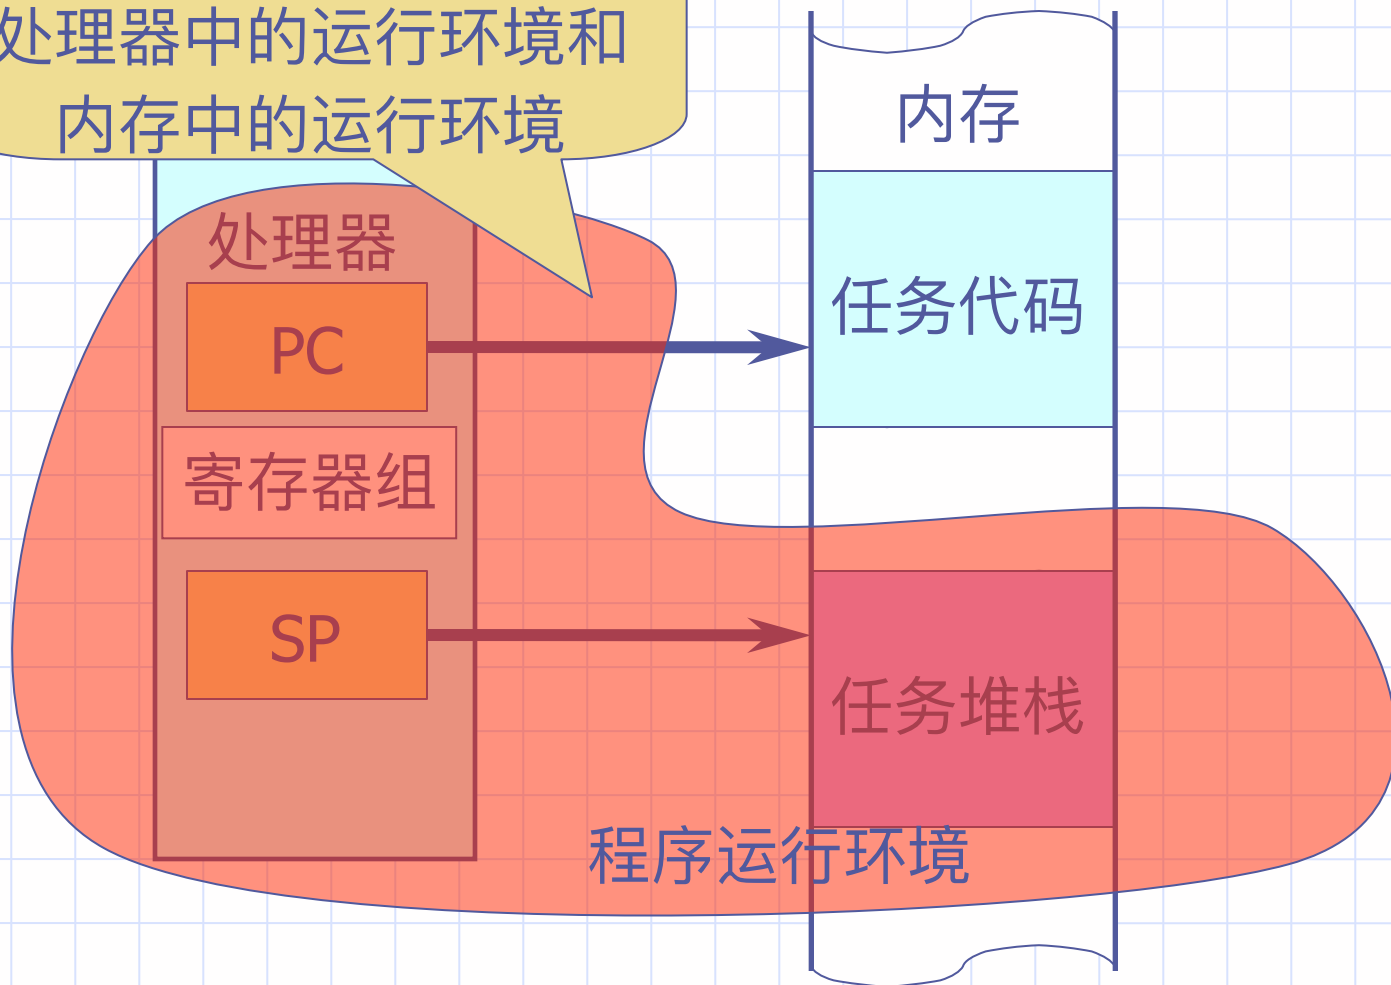 处理器中的运行环境和
内存中的运行环境
内存
处理器
任务代码
PC
寄存器组
SP
任务堆栈
程序运行环境